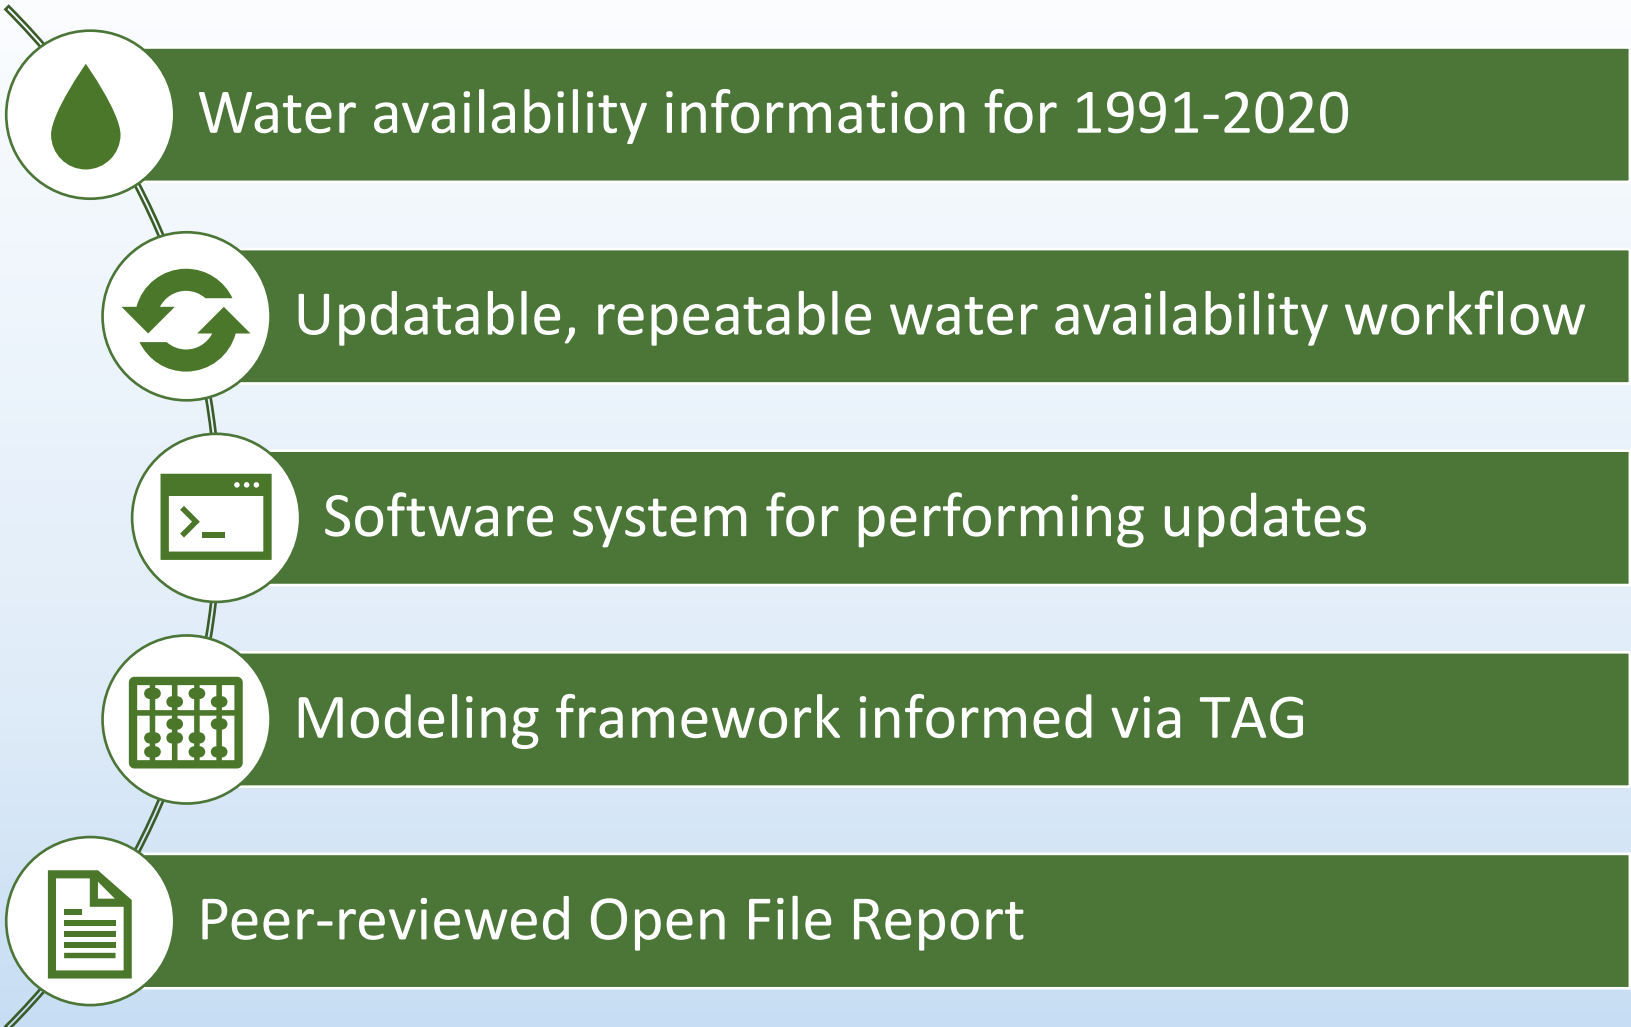 Water availability information for 1991-2020
Updatable, repeatable water availability workflow
Software system for performing updates
Modeling framework informed via TAG
Peer-reviewed Open File Report